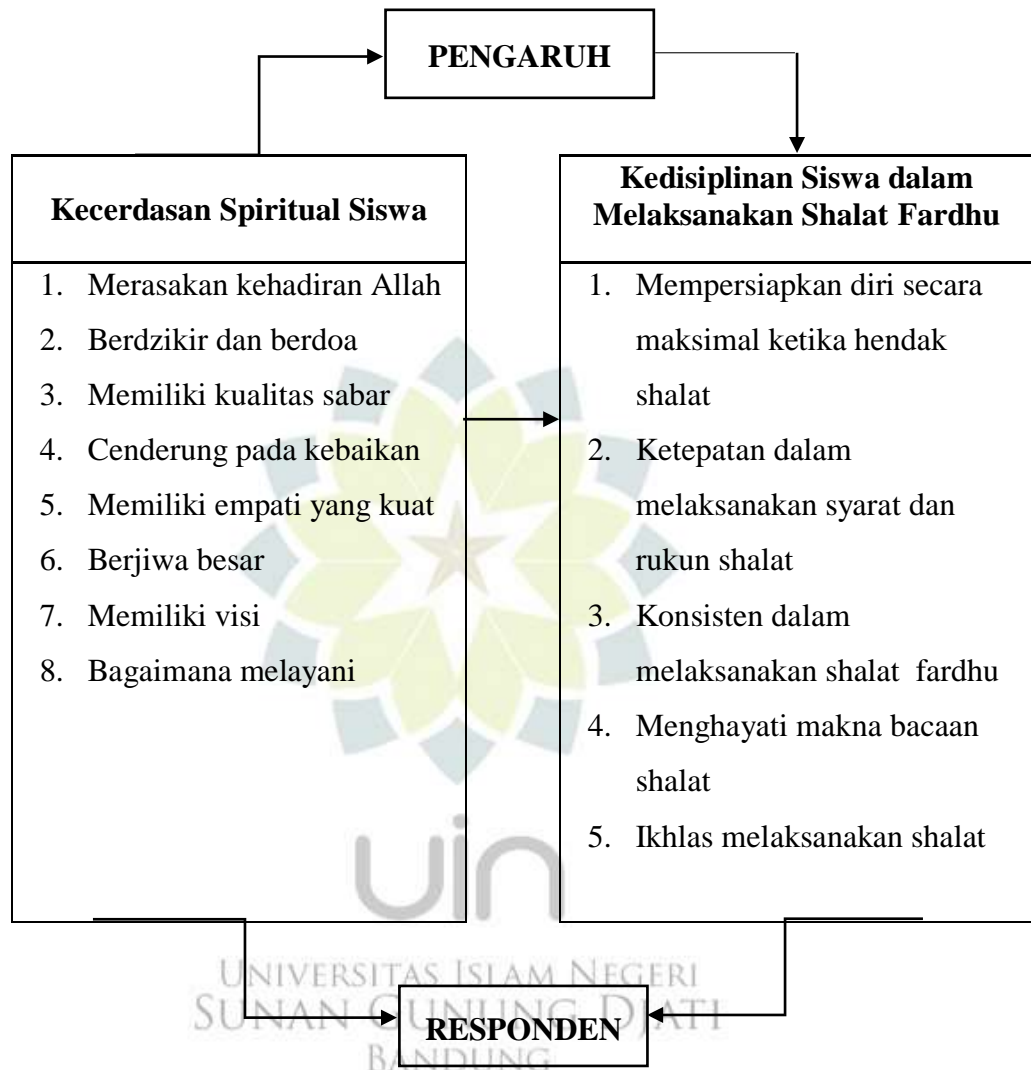 PENGARUH
Kecerdasan Spiritual Siswa
1. Merasakan kehadiran Allah
2. Berdzikir dan berdoa
3. Memiliki kualitas sabar
4. Cenderung pada kebaikan
5. Memiliki empati yang kuat
6. Berjiwa besar
7. Memiliki visi
8. Bagaimana melayani
Kedisiplinan Siswa dalam
Melaksanakan Shalat Fardhu
1. Mempersiapkan diri secara
maksimal ketika hendak
shalat
2. Ketepatan dalam
melaksanakan syarat dan
rukun shalat
3. Konsisten dalam
melaksanakan shalat fardhu
4. Menghayati makna bacaan
shalat
5. Ikhlas melaksanakan shalat
uin
UNIVERSITAS ISLAM NEGERI
SUNAN GUNUNG DJATI
BANDUNG
RESPONDEN